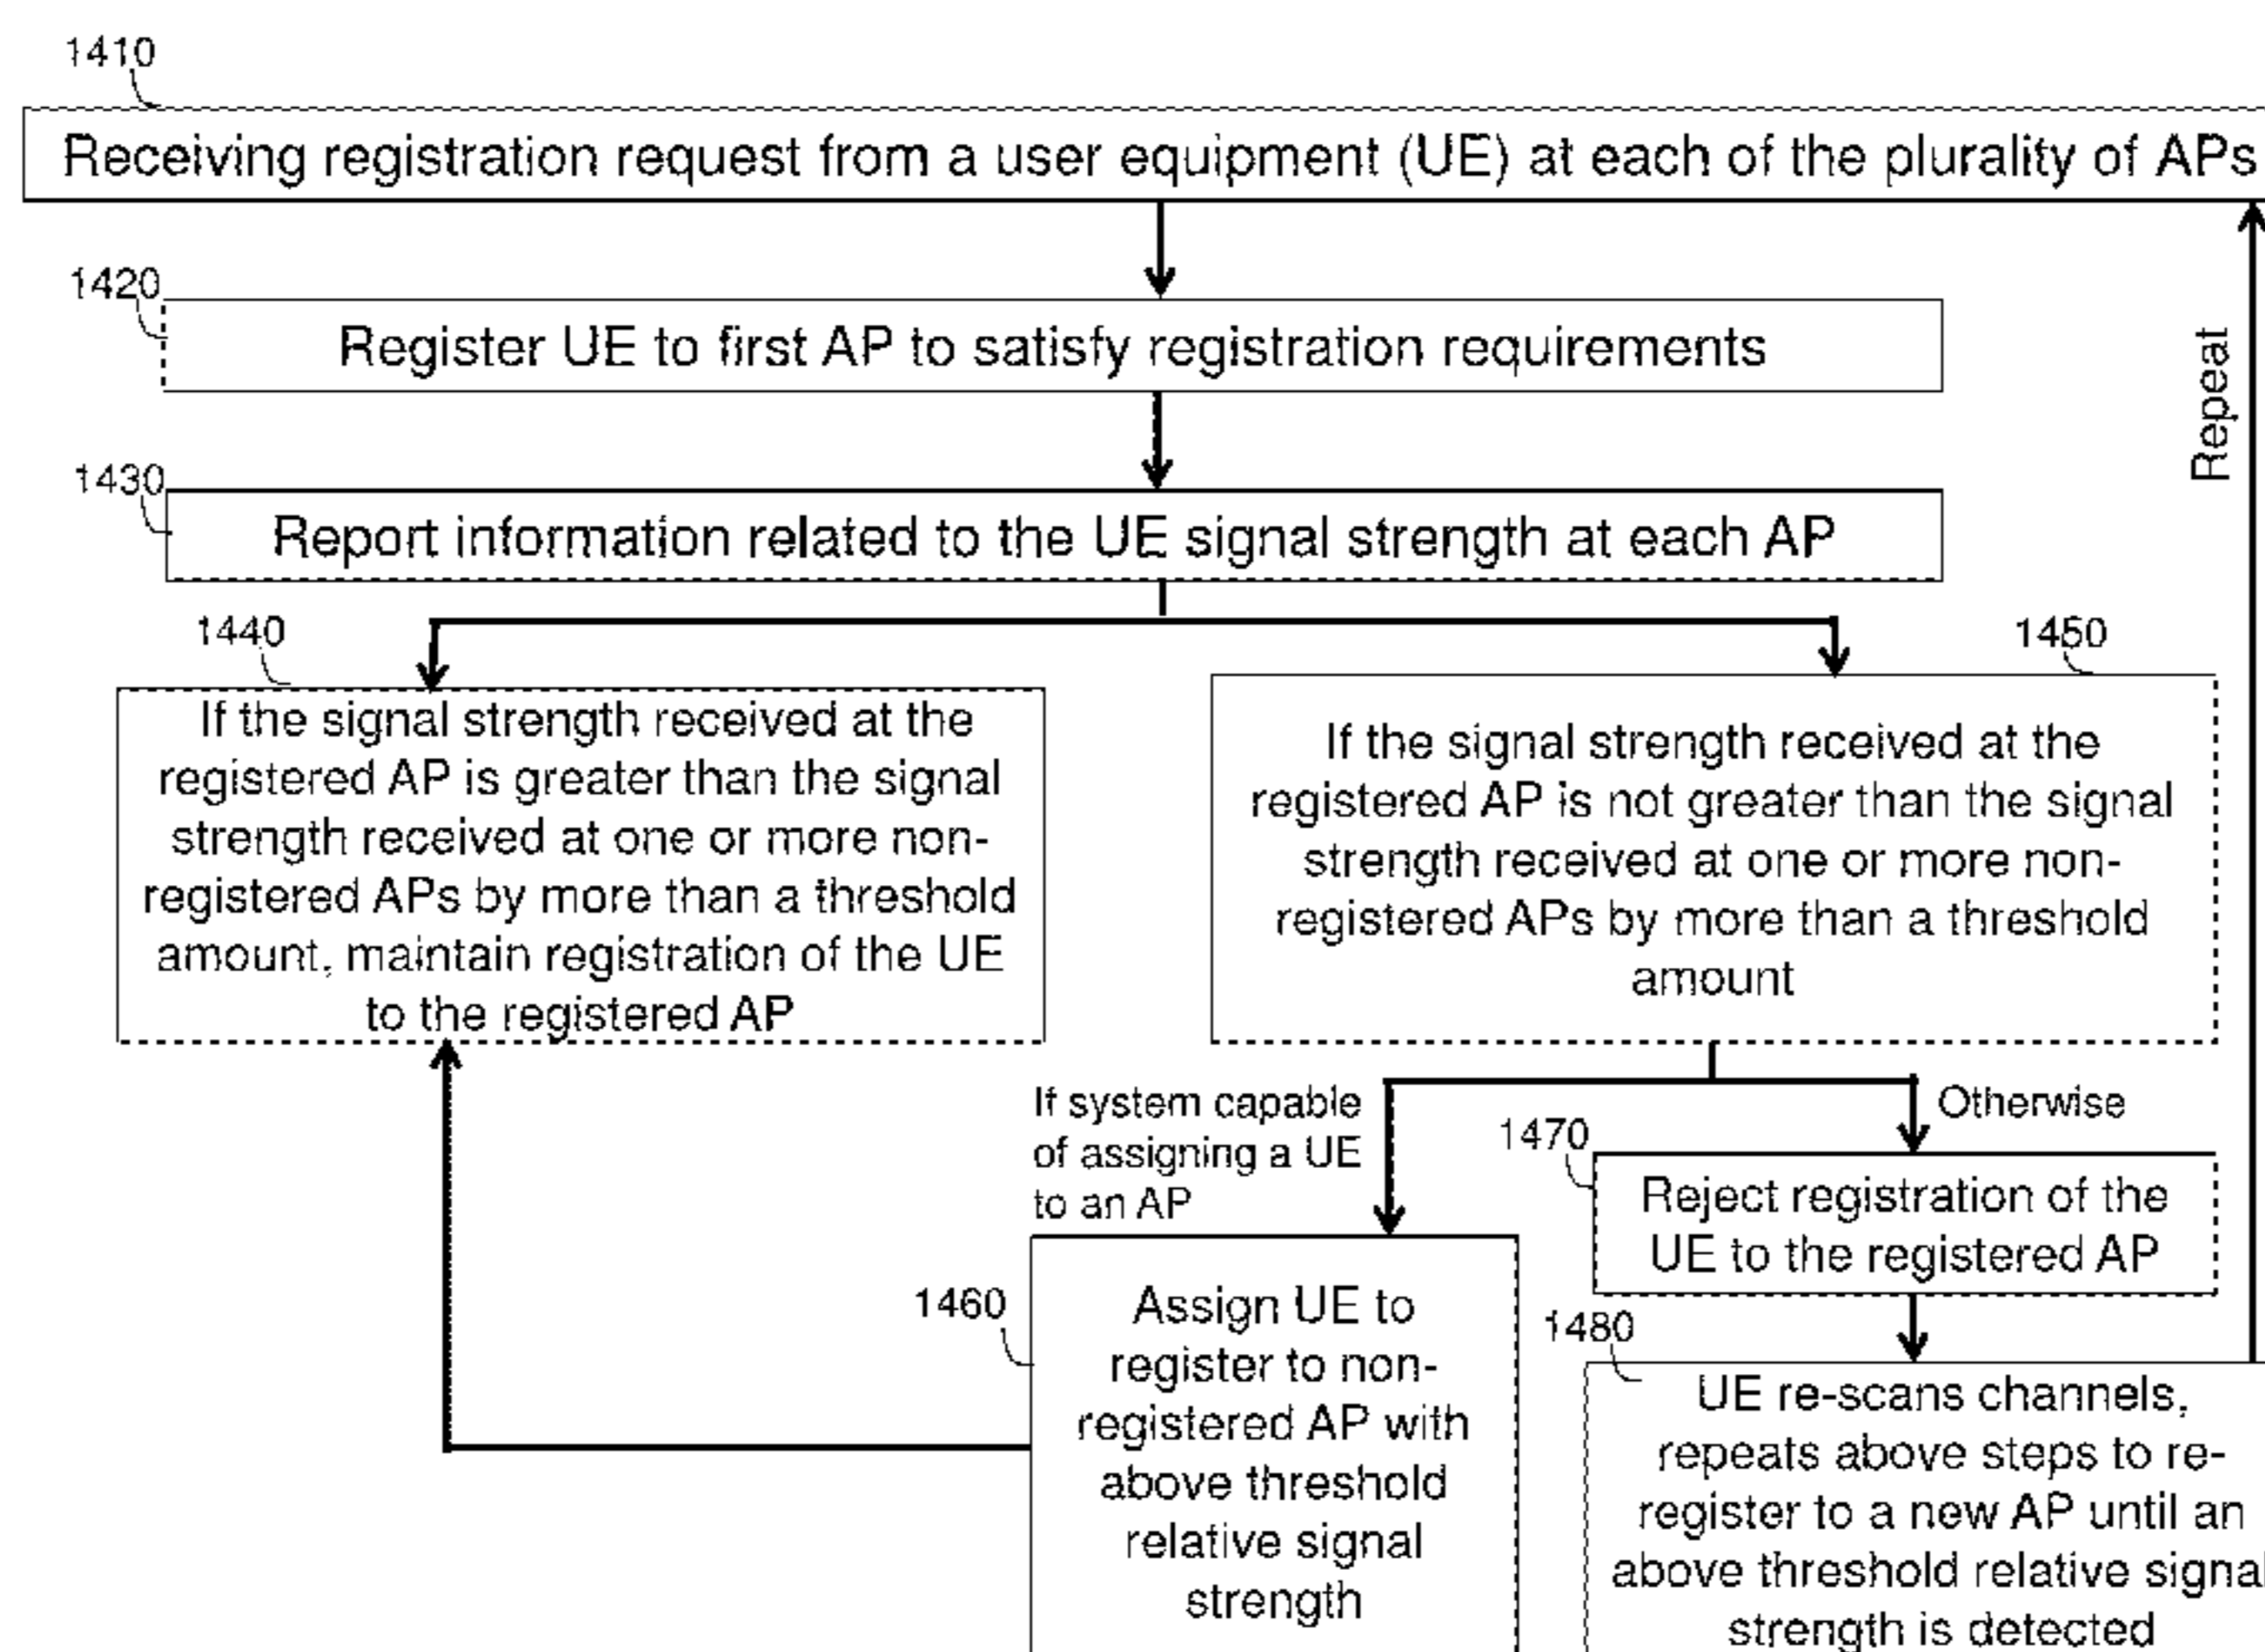 1410
Receiving registration request from a user equipment (UE) at each of the plurality of APs
1420
Register UE to first AP to satisfy registration requirements
Repeat
1430
Report information related to the UE signal strength at each AP
1440
If the signal strength received at the
registered AP is greater than the signal
strength received at one or more non-
registered APs by more than a threshold
amount, maintain registration of the UE
to the registered AP
1450
If the signal strength received at the
registered AP is not greater than the signal
strength received at one or more non-
registered APs by more than a threshold
amount
If system capable
of assigning a UE
to an AP
Otherwise
1460
Assign UE to
register to non-
registered AP with
above threshold
relative signal
strength
1470
Reject registration of the
UE to the registered AP
1480
UE re-scans channels,
repeats above steps to re-
register to a new AP until an
above threshold relative signal
strength is detected